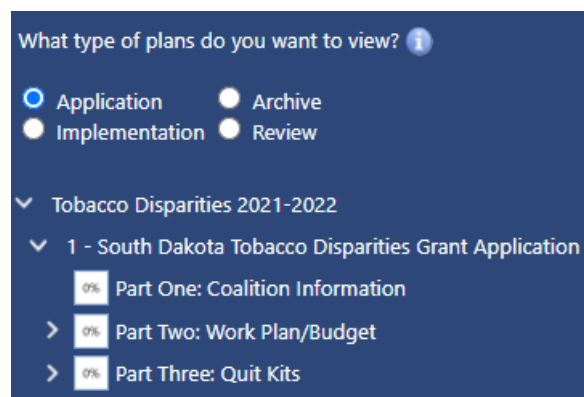 What type of plans do you want to view? i
Application Archive
Implementation Review
Tobacco Disparities 2021-2022
1 - South Dakota Tobacco Disparities Grant Application
0% Part One: Coalition Information
0% Part Two: Work Plan/Budget
0% Part Three: Quit Kits